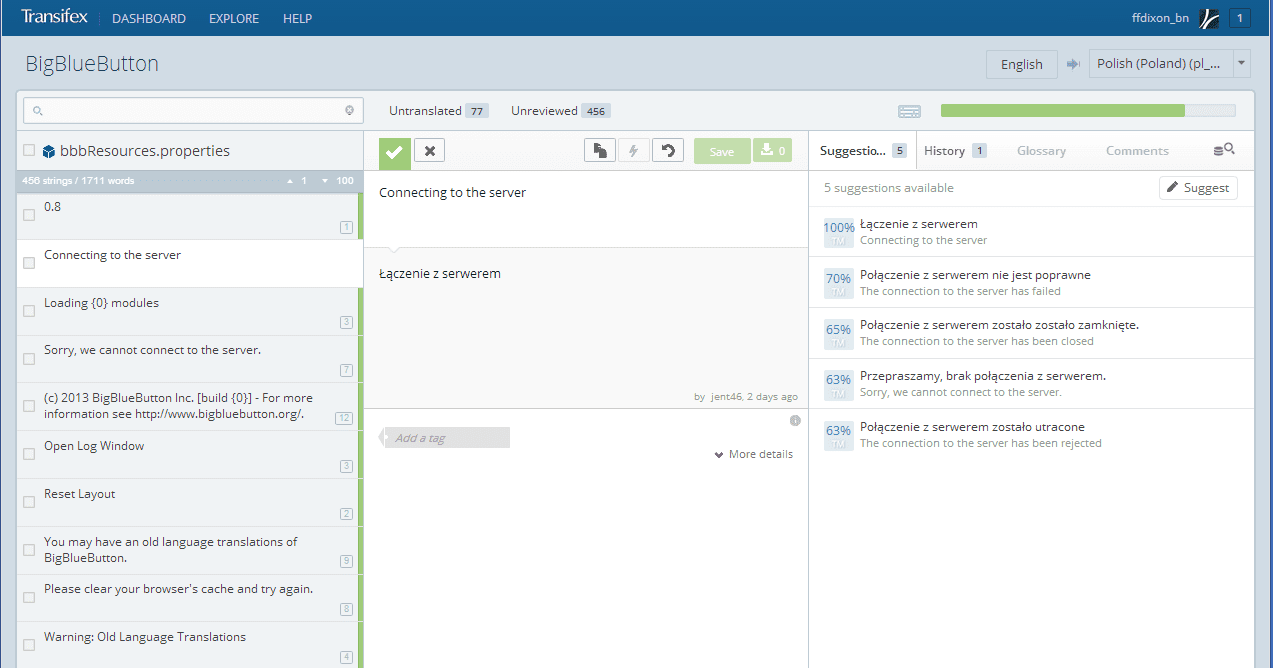 Transifex DASHBOARD EXPLORE HELP ffdixon_bn 1
BigBlueButton English Polish (Poland) (pl_...
Untranslated 77 Unreviewed 456
bbbResources.properties
456 strings / 1711 words 1 100
0.8
1
Connecting to the server
Loading {0} modules
3
Sorry, we cannot connect to the server.
7
(c) 2013 BigBlueButton Inc. [build {0}] - For more
information see http://www.bigbluebutton.org/.
12
Open Log Window
3
Reset Layout
2
You may have an old language translations of
BigBlueButton.
9
Please clear your browser's cache and try again.
8
Warning: Old Language Translations
4
Save 0
Connecting to the server
Łączenie z serwerem
by jent46, 2 days ago
Add a tag
More details
Suggestio... 5 History 1 Glossary Comments
5 suggestions available Suggest
100% Łączenie z serwerem
TM Connecting to the server
70% Połączenie z serwerem nie jest poprawne
TM The connection to the server has failed
65% Połączenie z serwerem zostało zostało zamknięte.
TM The connection to the server has been closed
63% Przepraszamy, brak połączenia z serwerem.
TM Sorry, we cannot connect to the server.
63% Połączenie z serwerem zostało utracone
TM The connection to the server has been rejected